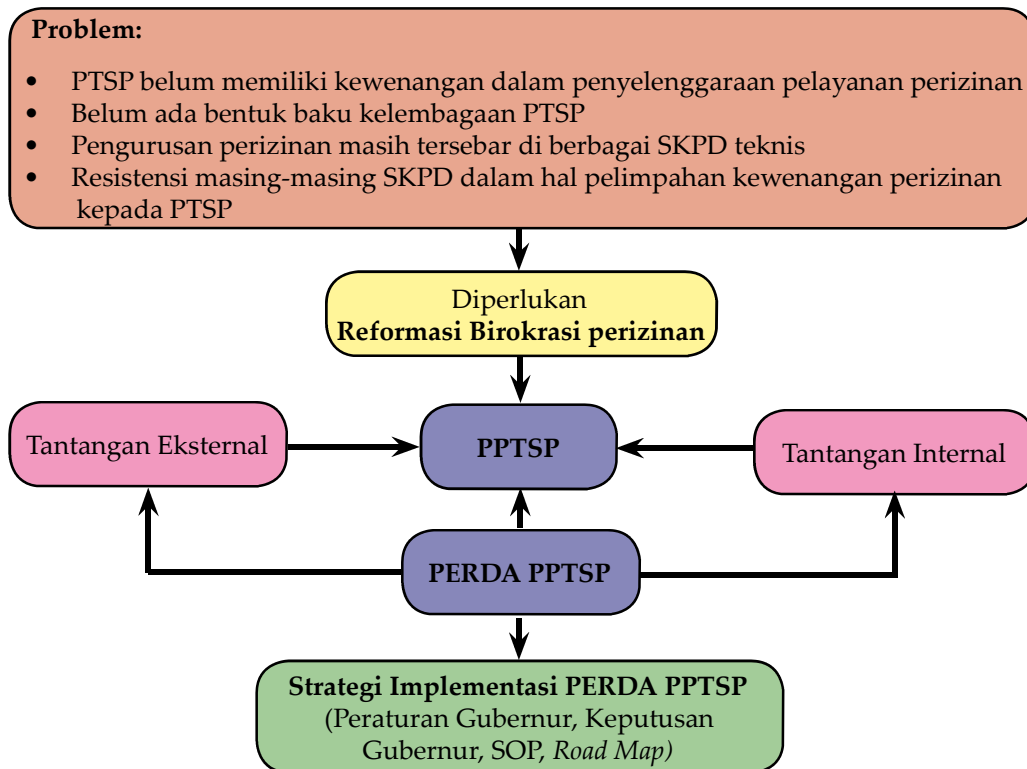 Problem:
• PTSP belum memiliki kewenangan dalam penyelenggaraan pelayanan perizinan
• Belum ada bentuk baku kelembagaan PTSP
• Pengurusan perizinan masih tersebar di berbagai SKPD teknis
• Resistensi masing-masing SKPD dalam hal pelimpahan kewenangan perizinan
kepada PTSP
Diperlukan
Reformasi Birokrasi perizinan
Tantangan Eksternal
PPTSP
Tantangan Internal
PERDA PPTSP
Strategi Implementasi PERDA PPTSP
(Peraturan Gubernur, Keputusan
Gubernur, SOP, Road Map)